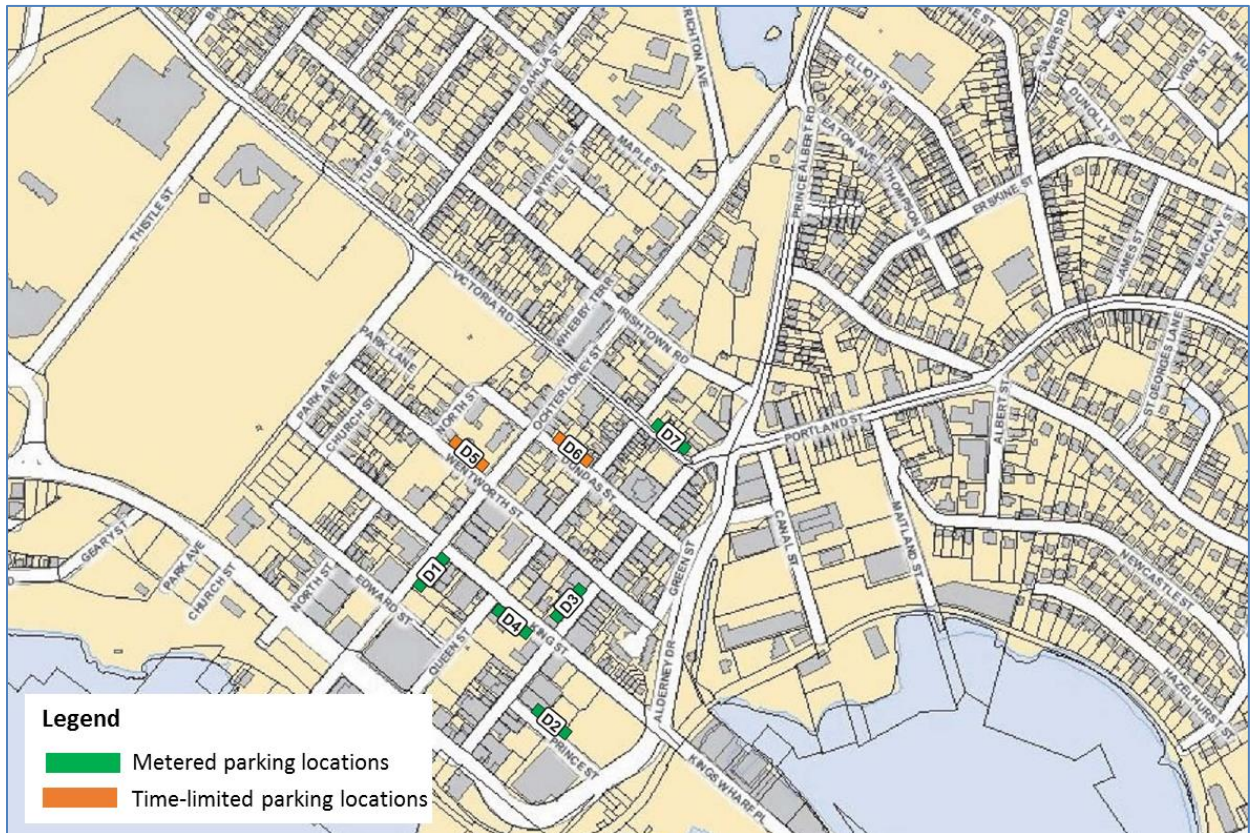 RICHTON AVE
ELLIOT ST
SILVERS RD
VIEW ST
DAHLIA ST
PINE ST
TULIP ST
MYRTLE ST
MAPLE ST
PRINCE ALBERT RD
EATON AVE
THOMPSON ST
DUNOLLY ST
ERSKINE ST
JAMES ST
MACKAY ST
THISTLE ST
VICTORIA RD
WHEBBY TERR
IRISHTOWN RD
ST GEORGES LANE
PARK LANE
PARK AVE
CHURCH ST
NORTH ST
OCHTERLONEY ST
D7
PORTLAND ST
ALBERT ST
D5
D6
DUNDAS ST
WENTWORTH ST
GEARY ST
PARK AVE
CHURCH ST
NORTH ST
EDWARD ST
D1
D3
D4
KING ST
QUEEN ST
GREEN ST
CANAL ST
MAITLAND ST
NEWCASTLE ST
HAZELHURST ST
ALDERNEY DR
D2
PRINCE ST
KINGS WHARF PL
Legend
Metered parking locations
Time-limited parking locations